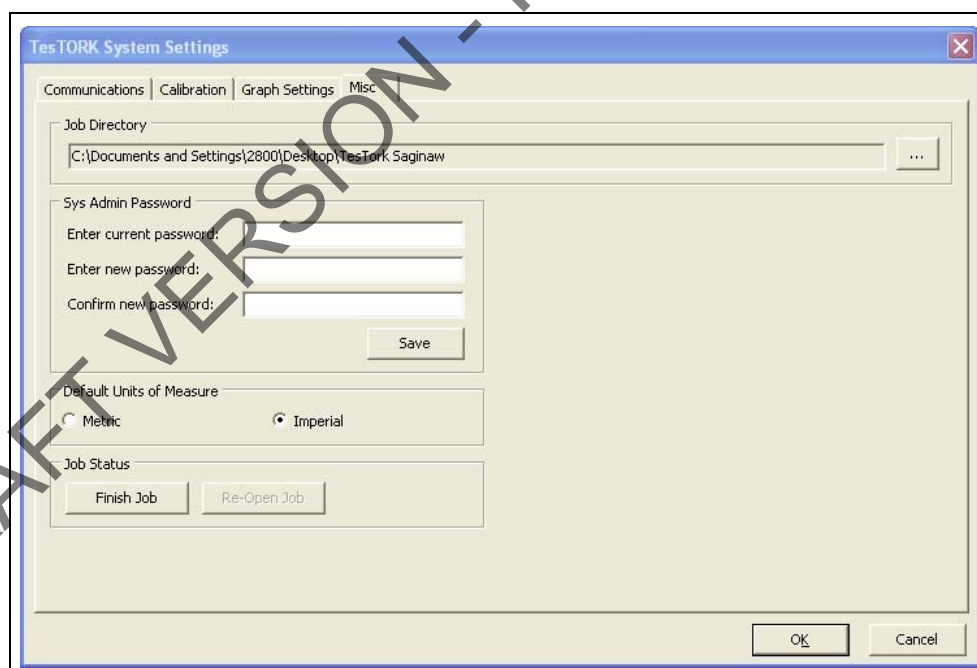 TesTORK System Settings
Communications Calibration Graph Settings Misc
Job Directory
C:\Documents and Settings\2800\Desktop\TesTork Saginaw ...
Sys Admin Password
Enter current password:
Enter new password:
Confirm new password:
Save
Default Units of Measure
Metric Imperial
Job Status
Finish Job Re-Open Job
OK Cancel
AFT VERSION -